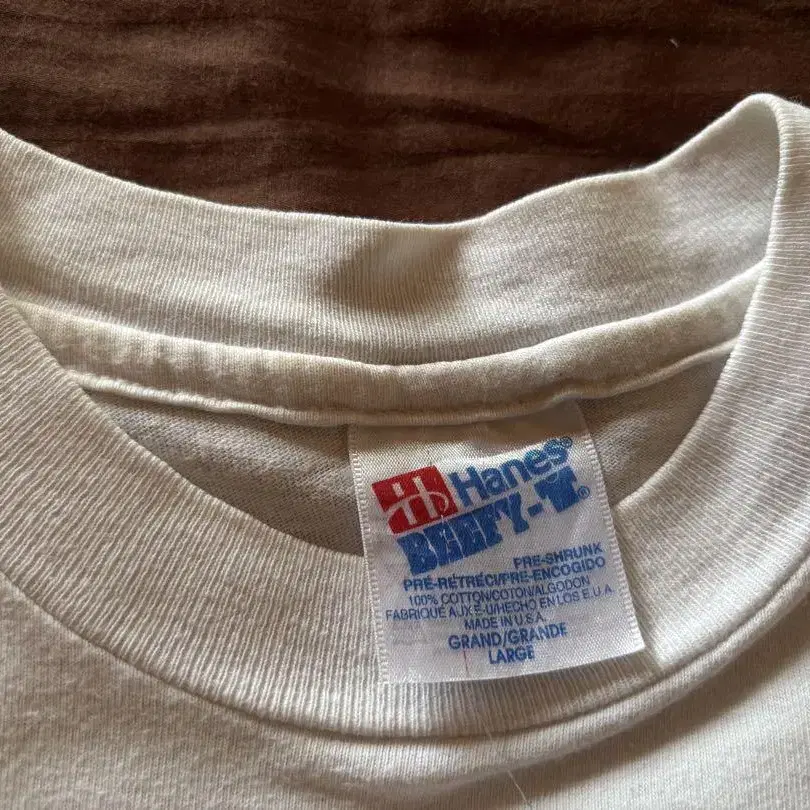 Hanes®
BEEFY-T®
PRE-SHRUNK
PRÉ-RÉTRÉCI/PRE-ENCOGIDO
100% COTTON/COTON/ALGODON
FABRIQUÉ AUX É-U/HECHO EN LOS E.U.A.
MADE IN U.S.A.
GRAND/GRANDE
LARGE